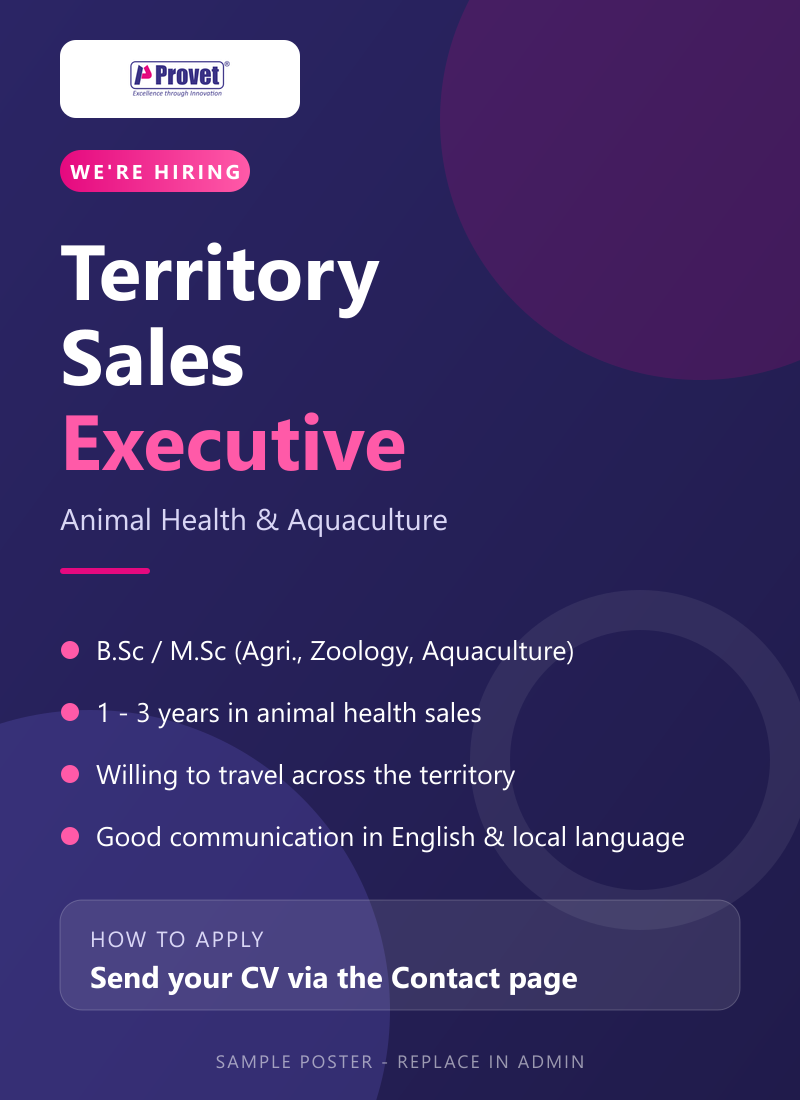 Provet®
Excellence through innovation
WE'RE HIRING
Territory
Sales
Executive
Animal Health & Aquaculture
B.Sc / M.Sc (Agri., Zoology, Aquaculture)
1 - 3 years in animal health sales
Willing to travel across the territory
Good communication in English & local language
HOW TO APPLY
Send your CV via the Contact page
SAMPLE POSTER - REPLACE IN ADMIN